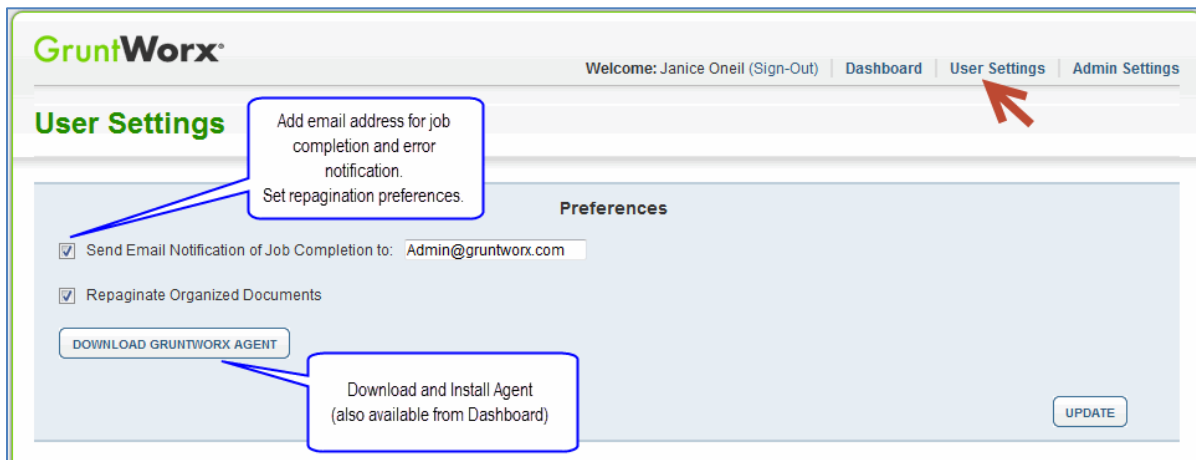 GruntWorx®
Welcome: Janice Oneil (Sign-Out) | Dashboard | User Settings | Admin Settings
User Settings
Add email address for job
completion and error
notification.
Set repagination preferences.
Preferences
Send Email Notification of Job Completion to: Admin@gruntworx.com
Repaginate Organized Documents
DOWNLOAD GRUNTWORX AGENT
Download and Install Agent
(also available from Dashboard)
UPDATE